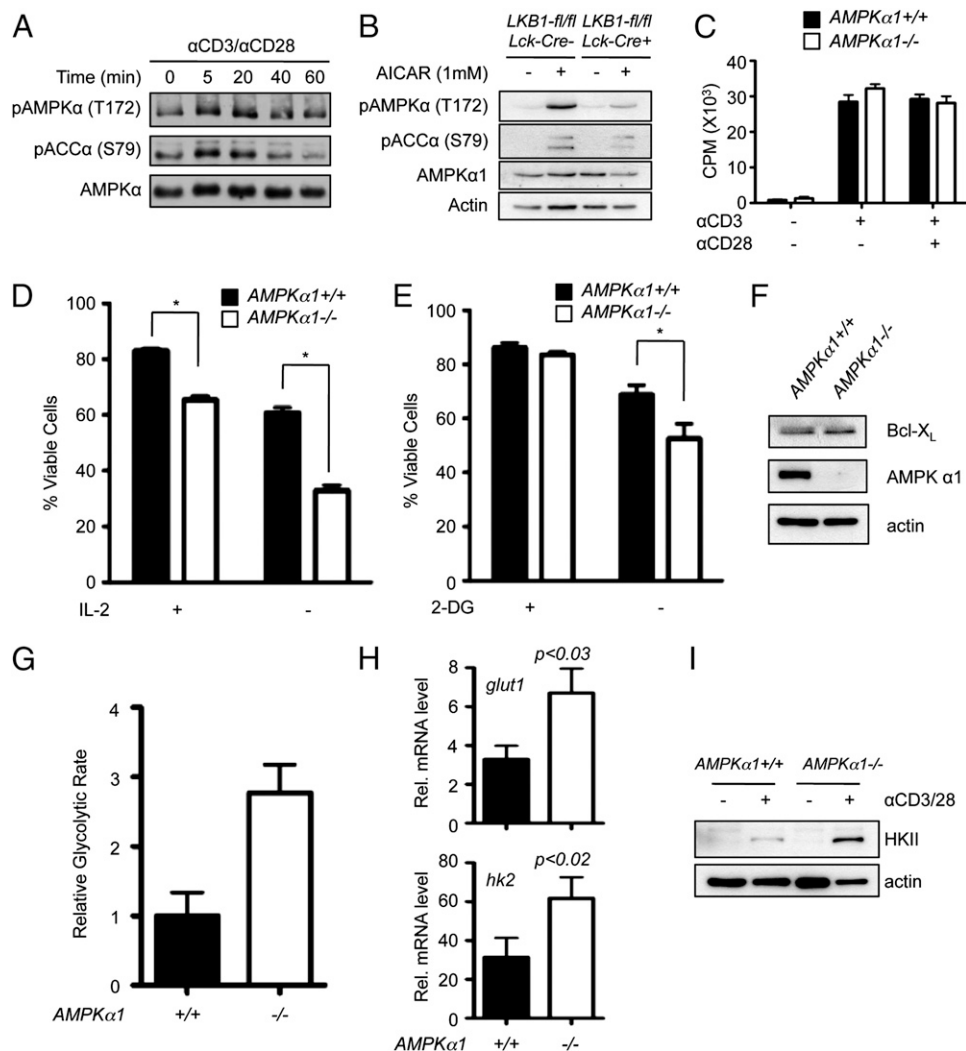 A
αCD3/αCD28
Time (min) 0 5 20 40 60
pAMPKα (T172)
pACCα (S79)
AMPKα
B
LKB1-fl/fl LKB1-fl/fl
Lck-Cre- Lck-Cre+
AICAR (1mM) - + - +
pAMPKα (T172)
pACCα (S79)
AMPKα1
Actin
C
AMPKα1+/+
AMPKα1-/-
CPM (X10³)
40
30
20
10
0
αCD3 - + +
αCD28 - - +
D
AMPKα1+/+
AMPKα1-/-
% Viable Cells
100
80
60
40
20
0
* *
IL-2 + -
E
AMPKα1+/+
AMPKα1-/-
% Viable Cells
100
80
60
40
20
0
*
2-DG + -
F
AMPKα1+/+
AMPKα1-/-
Bcl-XL
AMPK α1
actin
G
Relative Glycolytic Rate
4
3
2
1
0
AMPKα1 +/+ -/-
H
p<0.03
glut1
Rel. mRNA level
8
6
4
2
0
p<0.02
hk2
Rel. mRNA level
80
60
40
20
0
AMPKα1 +/+ -/-
I
AMPKα1+/+ AMPKα1-/-
- + - + αCD3/28
HKII
actin